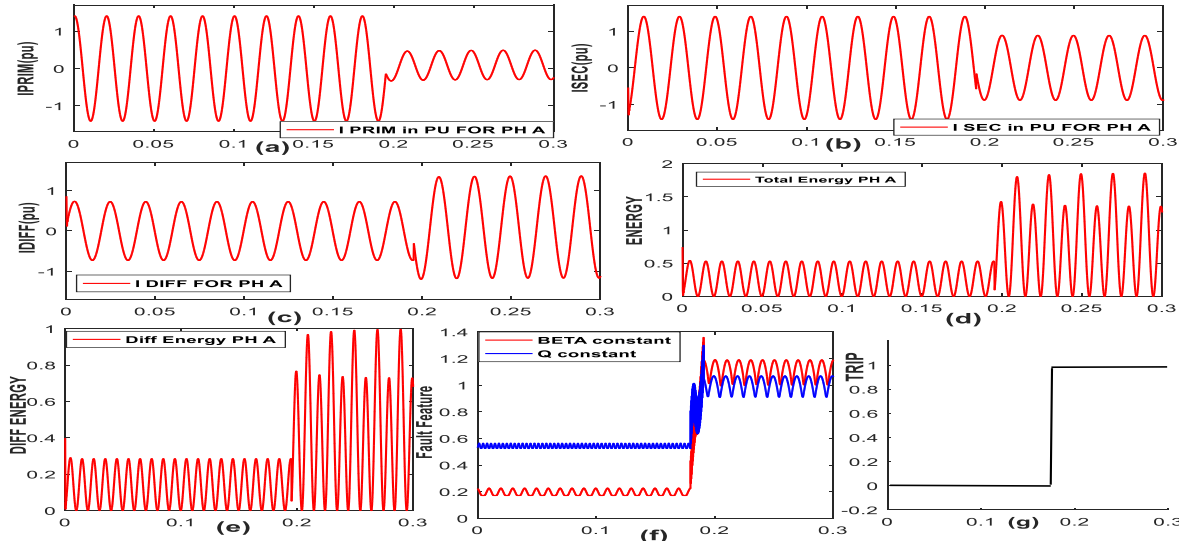 IPRIM(pu)
1
0
-1
I PRIM in PU FOR PH A
0 0.05 0.1 0.15 0.2 0.25 0.3
(a)
ISEC(pu)
1
0
-1
I SEC in PU FOR PH A
0 0.05 0.1 0.15 0.2 0.25 0.3
(b)
IDIFF(pu)
1
0
-1
I DIFF FOR PH A
0 0.05 0.1 0.15 0.2 0.25 0.3
(c)
ENERGY
2
1.5
1
0.5
0
Total Energy PH A
0 0.05 0.1 0.15 0.2 0.25 0.3
(d)
DIFF ENERGY
1
0.8
0.6
0.4
0.2
0
Diff Energy PH A
0 0.1 0.2 0.3
(e)
Fault Feature
1.4
1.2
1
0.8
0.6
0.4
0.2
0
BETA constant
Q constant
0 0.1 0.2 0.3
(f)
TRIP
1
0.8
0.6
0.4
0.2
0
-0.2
0 0.1 0.2 0.3
(g)